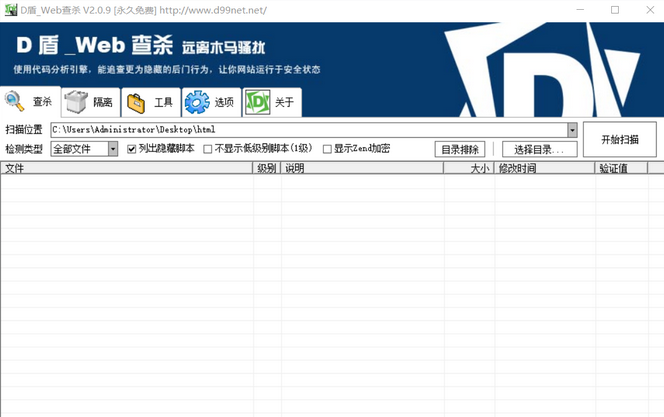 D盾_Web查杀 V2.0.9 [永久免费] http://www.d99net.net/
D 盾 _Web 查杀 远离木马骚扰
使用代码分析引擎，能追查更为隐藏的后门行为，让你网站运行于安全状态
查杀 隔离 工具 选项 关于
扫描位置 C:\Users\Administrator\Desktop\html 开始扫描
检测类型 全部文件 列出隐藏脚本 不显示低级别脚本(1级) 显示Zend加密 目录排除 选择目录...
文件 级别 说明 大小 修改时间 验证值